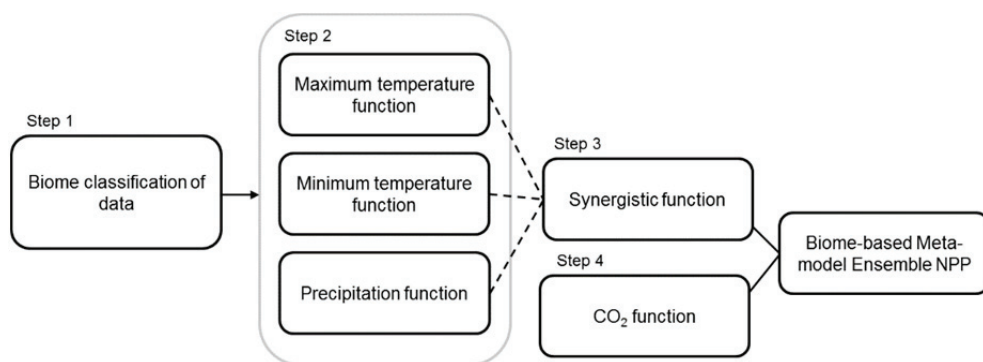 Step 1
Biome classification of
data
Step 2
Maximum temperature
function
Minimum temperature
function
Precipitation function
Step 3
Synergistic function
Step 4
CO₂ function
Biome-based Meta-
model Ensemble NPP